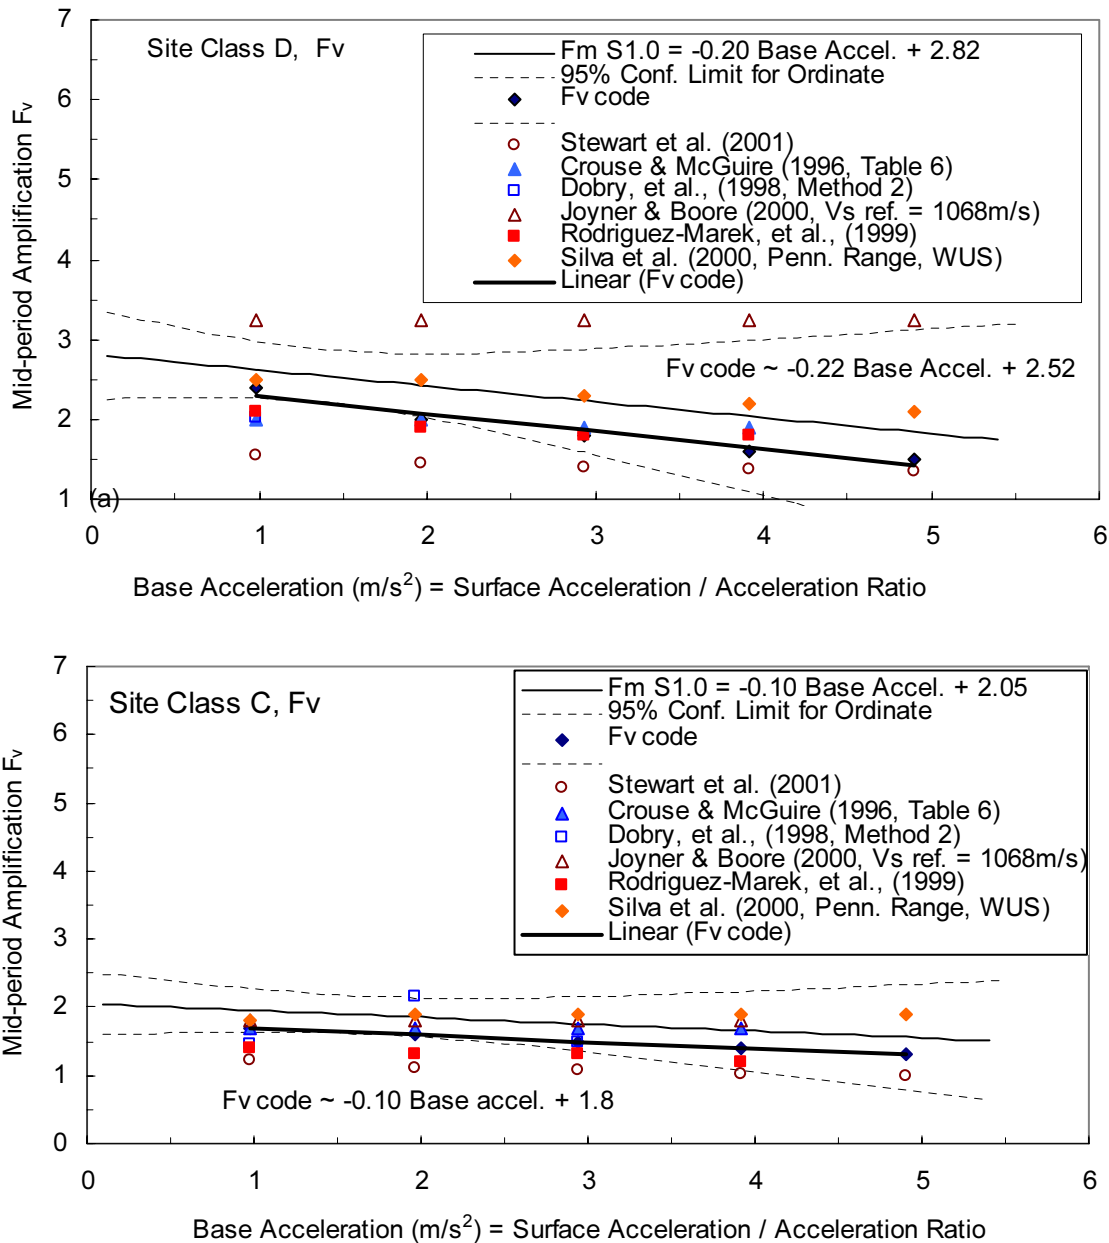 Site Class D, Fv
Fm S1.0 = -0.20 Base Accel. + 2.82
95% Conf. Limit for Ordinate
Fv code
Stewart et al. (2001)
Crouse & McGuire (1996, Table 6)
Dobry, et al., (1998, Method 2)
Joyner & Boore (2000, Vs ref. = 1068m/s)
Rodriguez-Marek, et al., (1999)
Silva et al. (2000, Penn. Range, WUS)
Linear (Fv code)
Fv code ~ -0.22 Base Accel. + 2.52
Mid-period Amplification Fv
7
6
5
4
3
2
1
(a)
0 1 2 3 4 5 6
Base Acceleration (m/s²) = Surface Acceleration / Acceleration Ratio
Site Class C, Fv
Fm S1.0 = -0.10 Base Accel. + 2.05
95% Conf. Limit for Ordinate
Fv code
Stewart et al. (2001)
Crouse & McGuire (1996, Table 6)
Dobry, et al., (1998, Method 2)
Joyner & Boore (2000, Vs ref. = 1068m/s)
Rodriguez-Marek, et al., (1999)
Silva et al. (2000, Penn. Range, WUS)
Linear (Fv code)
Fv code ~ -0.10 Base accel. + 1.8
Mid-period Amplification Fv
7
6
5
4
3
2
1
0
0 1 2 3 4 5 6
Base Acceleration (m/s²) = Surface Acceleration / Acceleration Ratio